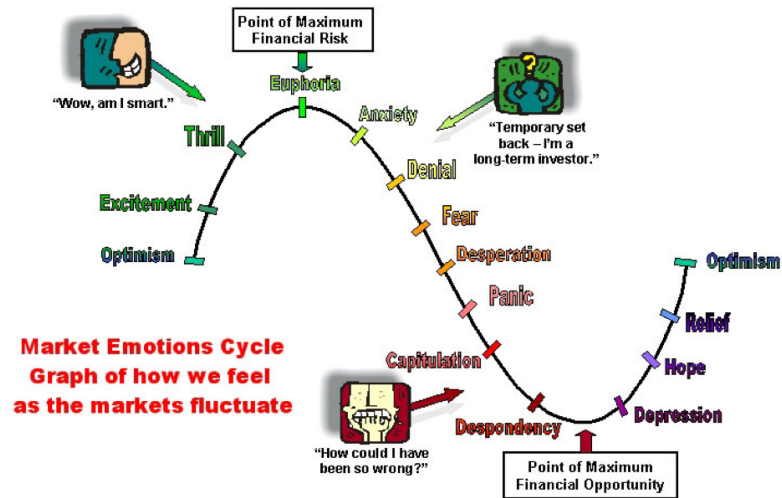 Point of Maximum
Financial Risk
Euphoria
"Wow, am I smart."
Anxiety
"Temporary set
back – I'm a
long-term investor."
Thrill
Denial
Excitement
Fear
Optimism
Desperation
Optimism
Panic
Relief
Market Emotions Cycle
Graph of how we feel
as the markets fluctuate
Capitulation
Hope
Despondency
Depression
"How could I have
been so wrong?"
Point of Maximum
Financial Opportunity
?